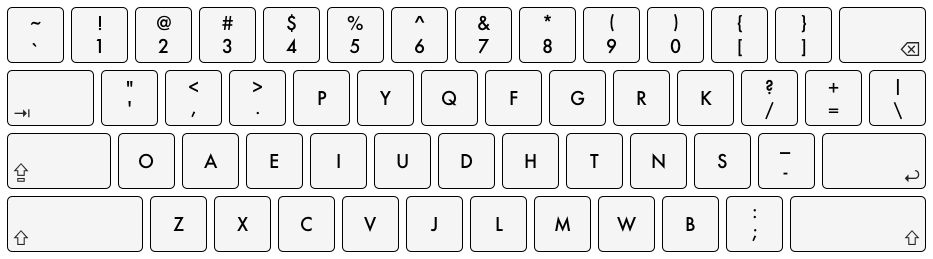 ~ ! @ # $ % ^ & * ( ) { }
` 1 2 3 4 5 6 7 8 9 0 [ ]
" < > P Y Q F G R K ? + |
' , . / = \
O A E I U D H T N S _
-
Z X C V J L M W B :
;